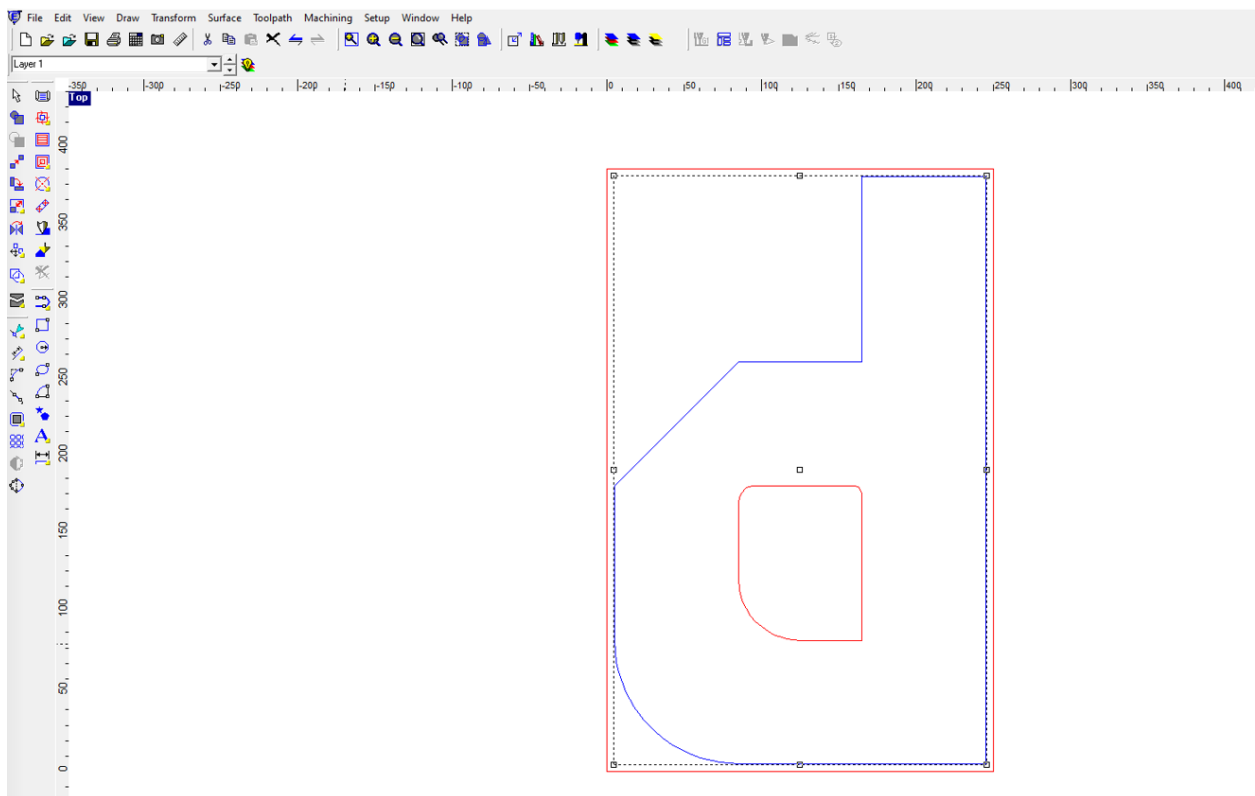 File Edit View Draw Transform Surface Toolpath Machining Setup Window Help
Layer 1
-350 -300 -250 -200 -150 -100 -50 0 50 100 150 200 250 300 350 400
Top
400
350
300
250
200
150
100
50
0